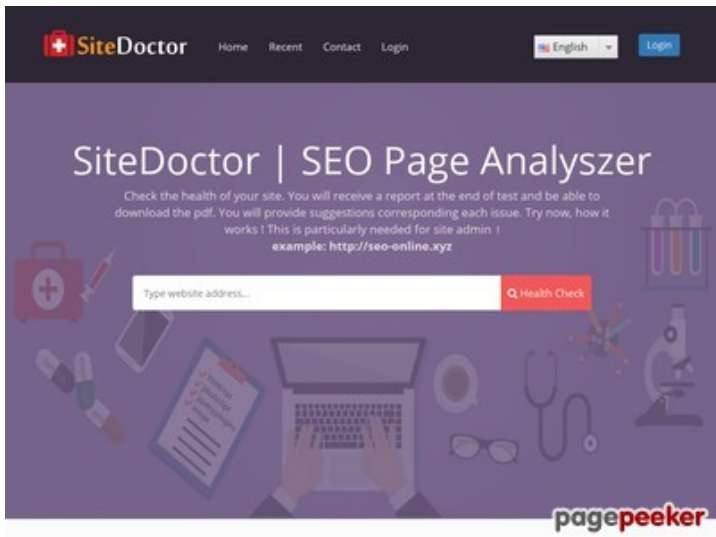 SiteDoctor
Home Recent Contact Login
English
Login
SiteDoctor | SEO Page Analyszer
Check the health of your site. You will receive a report at the end of test and be able to
download the pdf. You will provide suggestions corresponding each issue. Try now, how it
works ! This is particularly needed for site admin !
example: http://seo-online.xyz
Type website address...
Health Check
pagepeeker